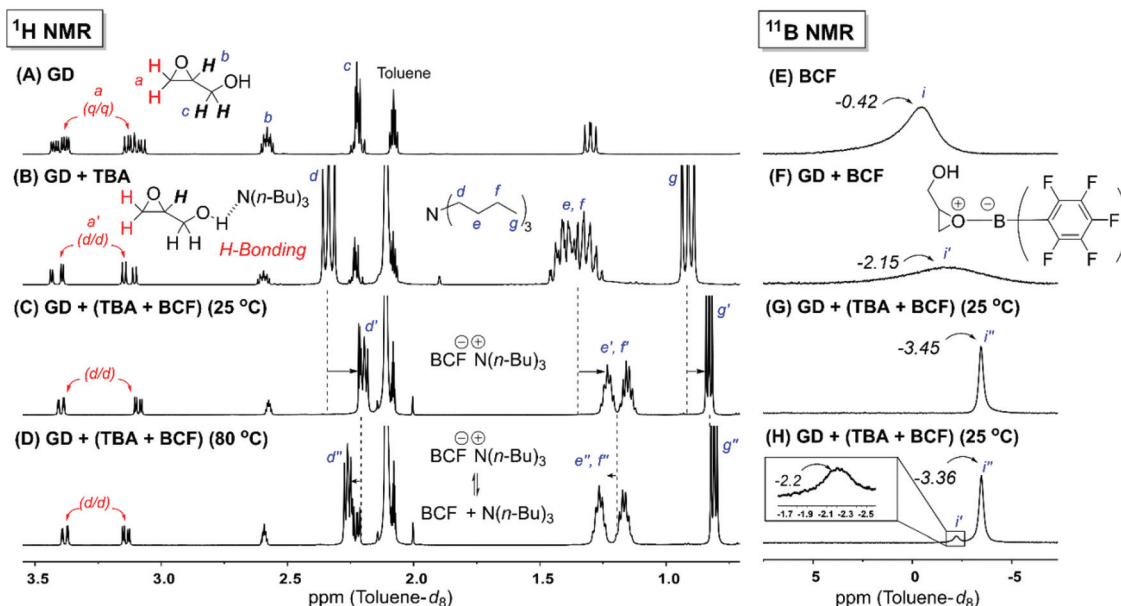 ¹H NMR
(A) GD
O
H
b
a
H
H
OH
c
H H
a
(q/q)
b
c
Toluene
(B) GD + TBA
O
H
H
H
O
H
H H
N(n-Bu)₃
H-Bonding
a'
(d/d)
d
N
d
f
e
g
3
e, f
g
(C) GD + (TBA + BCF) (25 °C)
(d/d)
d'
⊖⊕
BCF N(n-Bu)₃
e', f'
g'
(D) GD + (TBA + BCF) (80 °C)
(d/d)
d''
⊖⊕
BCF N(n-Bu)₃
⇌
BCF + N(n-Bu)₃
e'', f''
g''
3.5 3.0 2.5 2.0 1.5 1.0
ppm (Toluene-d₈)
¹¹B NMR
(E) BCF
-0.42
i
(F) GD + BCF
OH
⊕
O
⊖
B
F
F
F
F
F
3
-2.15
i'
(G) GD + (TBA + BCF) (25 °C)
-3.45
i''
(H) GD + (TBA + BCF) (25 °C)
-2.2
-1.7 -1.9 -2.1 -2.3 -2.5
-3.36
i''
i'
5 0 -5
ppm (Toluene-d₈)